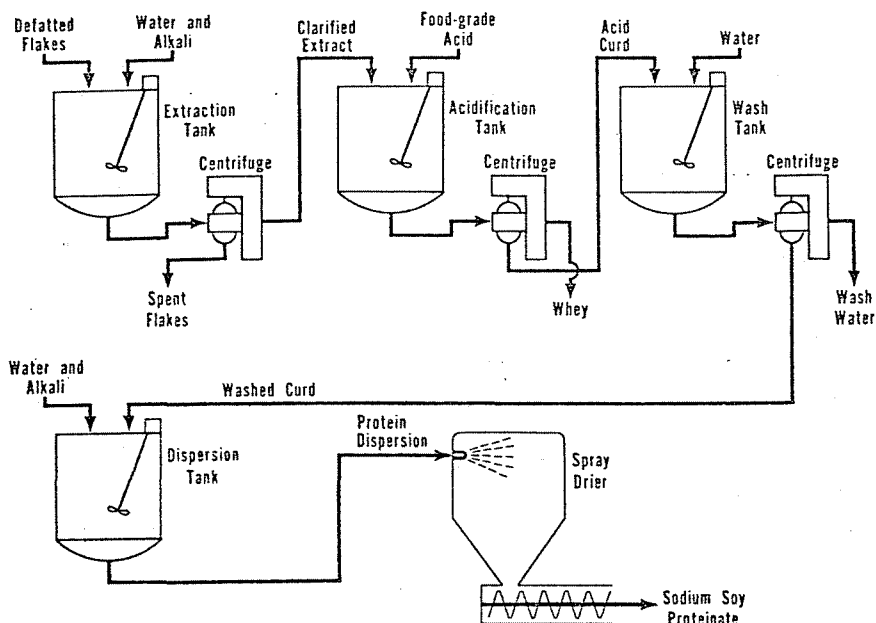 Defatted
Flakes
Water and
Alkali
Extraction
Tank
Centrifuge
Spent
Flakes
Clarified
Extract
Food-grade
Acid
Acidification
Tank
Centrifuge
Whey
Acid
Curd
Water
Wash
Tank
Centrifuge
Wash
Water
Water and
Alkali
Washed Curd
Dispersion
Tank
Protein
Dispersion
Spray
Drier
Sodium Soy
Proteinate